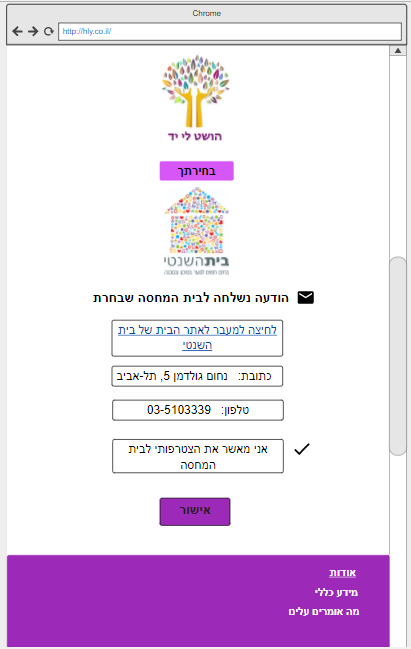 Chrome
http://hly.co.il/
הושט לי יד
בחירתך
ביתהשנטי
הודעה נשלחה לבית המחסה שבחרת
לחיצה למעבר לאתר הבית של בית
השנטי
כתובת: נחום גולדמן 5, תל-אביב
טלפון: 03-5103339
אני מאשר את הצטרפותי לבית
המחסה
אישור
אודות
מידע כללי
מה אומרים עלים